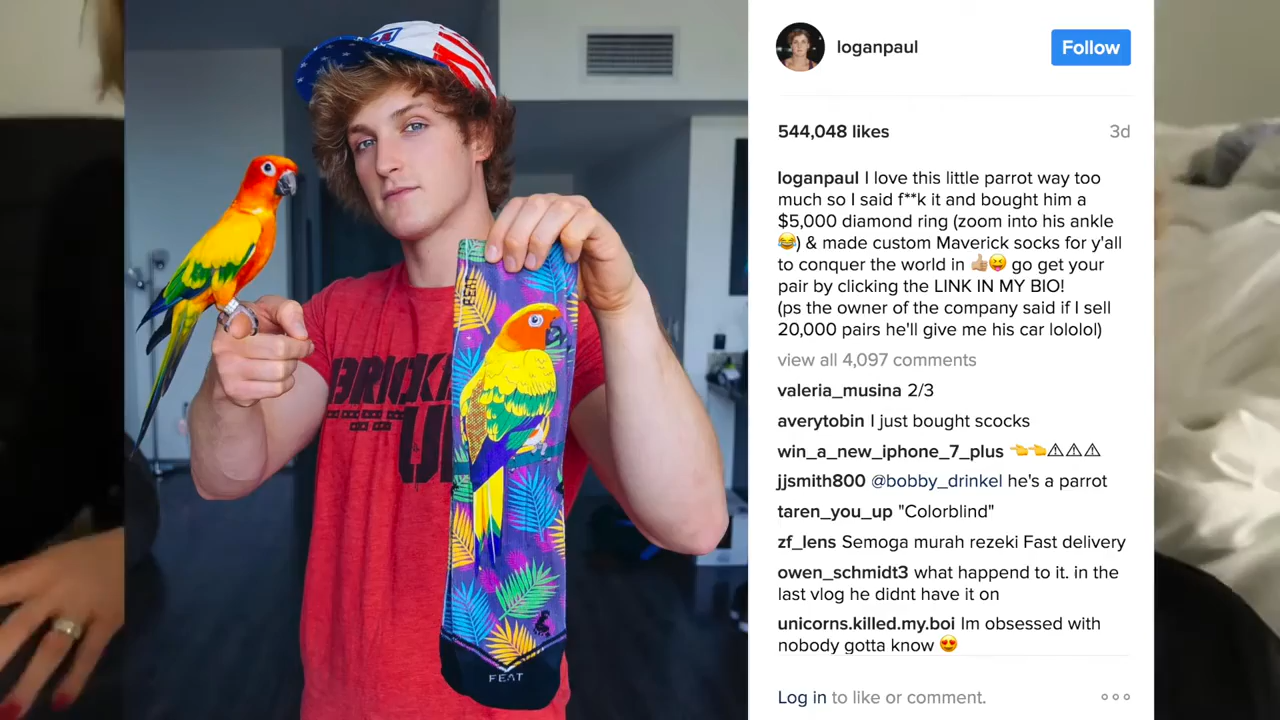 loganpaul
Follow
544,048 likes
3d
loganpaul I love this little parrot way too
much so I said f**k it and bought him a
$5,000 diamond ring (zoom into his ankle
😂) & made custom Maverick socks for y'all
to conquer the world in 👍🏼😝 go get your
pair by clicking the LINK IN MY BIO!
(ps the owner of the company said if I sell
20,000 pairs he'll give me his car lololol)
view all 4,097 comments
valeria_musina 2/3
averytobin I just bought scocks
win_a_new_iphone_7_plus 👈👈⚠⚠⚠
jjsmith800 @bobby_drinkel he's a parrot
taren_you_up "Colorblind"
zf_lens Semoga murah rezeki Fast delivery
owen_schmidt3 what happend to it. in the
last vlog he didnt have it on
unicorns.killed.my.boi Im obsessed with
nobody gotta know 😍
Log in to like or comment.
FEAT
FEAT